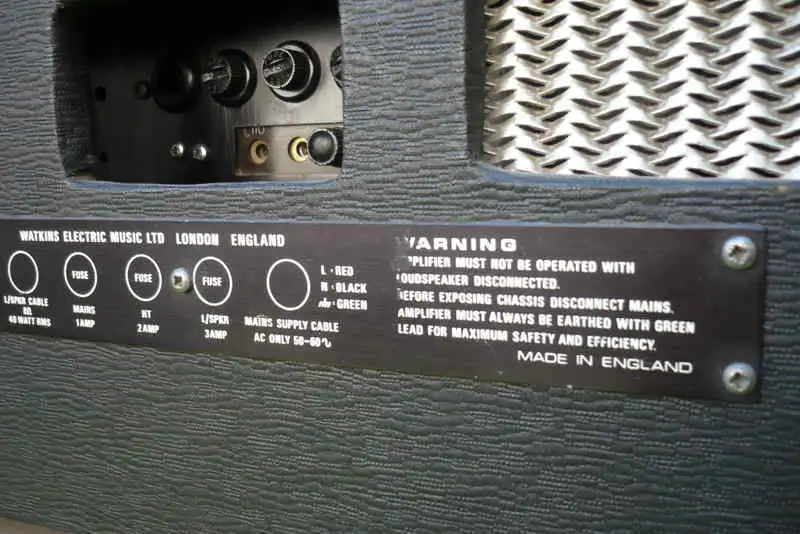 WATKINS ELECTRIC MUSIC LTD LONDON ENGLAND
L/SPKR CABLE
8Ω
40 WATT RMS
FUSE
MAINS
1AMP
FUSE
HT
2AMP
FUSE
L/SPKR
3AMP
L · RED
N · BLACK
· GREEN
MAINS SUPPLY CABLE
AC ONLY 50–60∿
WARNING
AMPLIFIER MUST NOT BE OPERATED WITH
LOUDSPEAKER DISCONNECTED.
BEFORE EXPOSING CHASSIS DISCONNECT MAINS.
AMPLIFIER MUST ALWAYS BE EARTHED WITH GREEN
LEAD FOR MAXIMUM SAFETY AND EFFICIENCY.
MADE IN ENGLAND